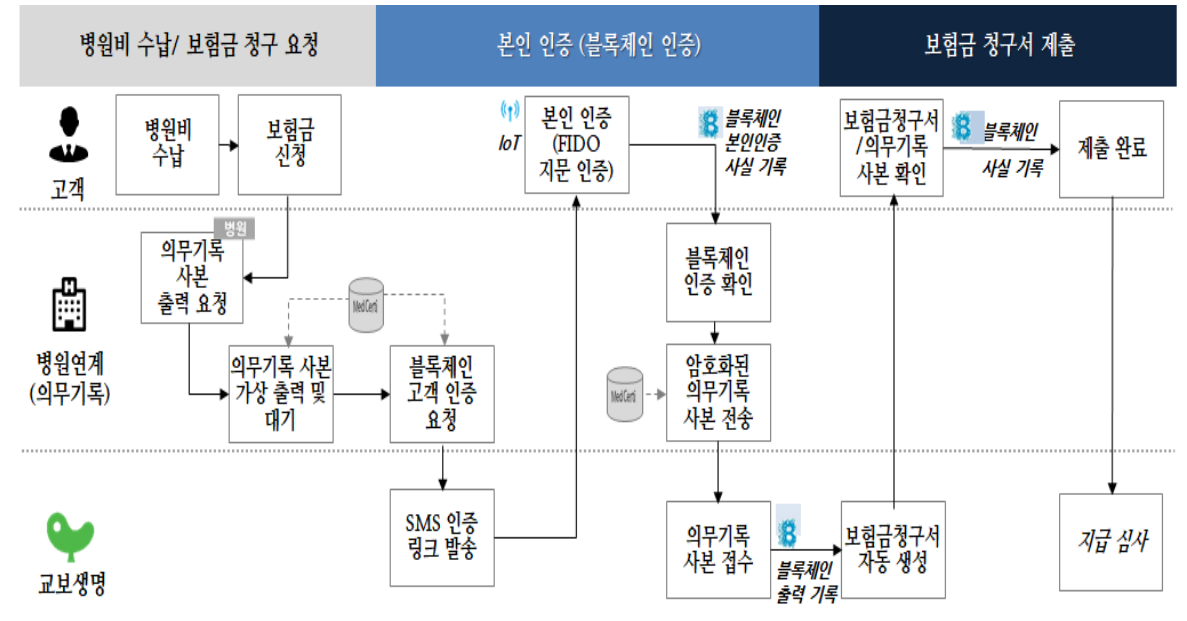 병원비 수납/ 보험금 청구 요청
본인 인증 (블록체인 인증)
보험금 청구서 제출
고객
병원비
수납
보험금
신청
IoT
본인 인증
(FIDO
지문 인증)
블록체인
본인인증
사실 기록
보험금청구서
/의무기록
사본 확인
블록체인
사실 기록
제출 완료
병원연계
(의무기록)
병원
의무기록
사본
출력 요청
MedCerti
의무기록 사본
가상 출력 및
대기
블록체인
고객 인증
요청
블록체인
인증 확인
MedCerti
암호화된
의무기록
사본 전송
교보생명
SMS 인증
링크 발송
의무기록
사본 접수
블록체인
출력 기록
보험금청구서
자동 생성
지급 심사